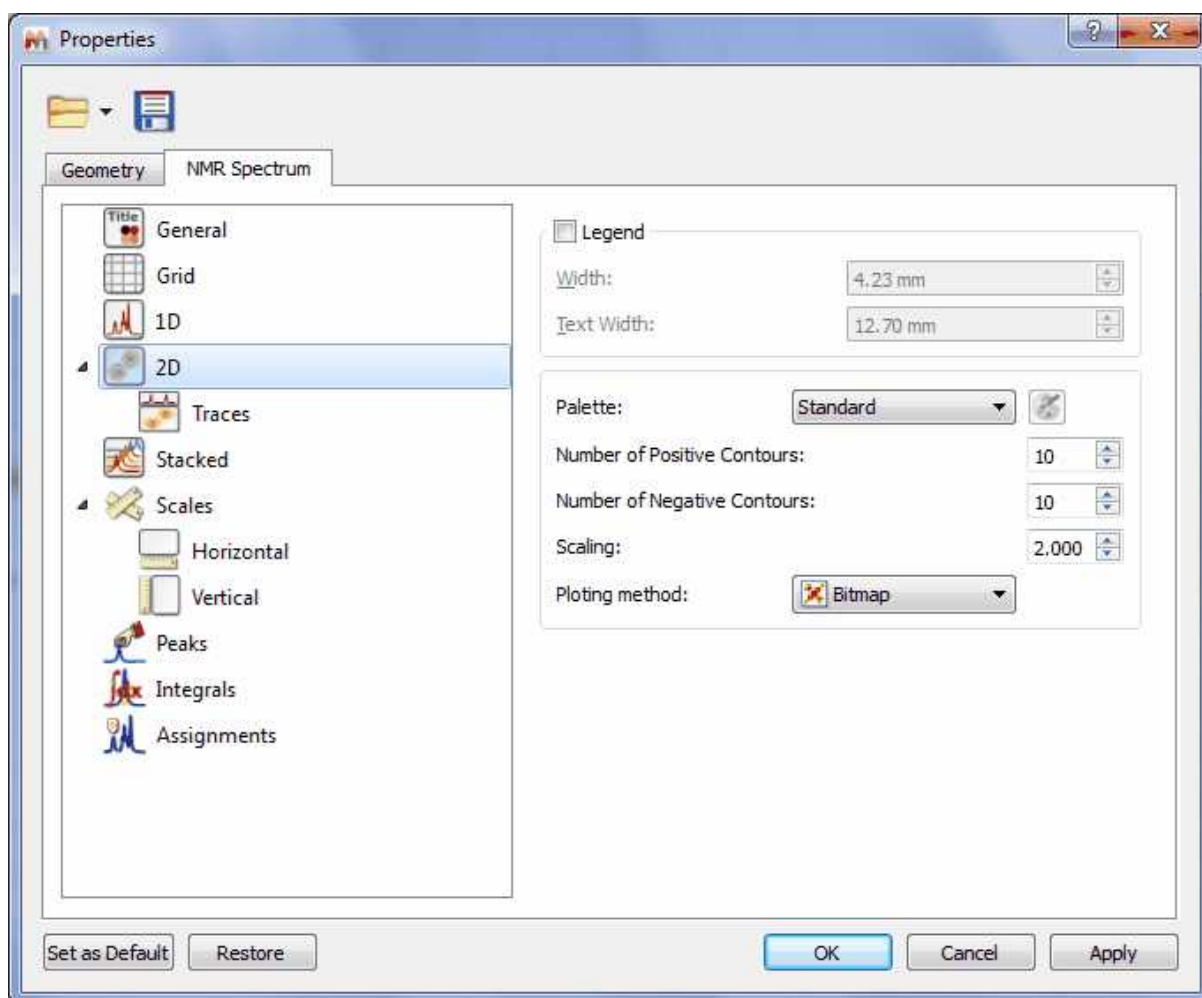 Properties
Geometry NMR Spectrum
Title
General
Grid
1D
2D
Traces
Stacked
Scales
Horizontal
Vertical
Peaks
∫dx
Integrals
Assignments
Legend
Width: 4.23 mm
Text Width: 12.70 mm
Palette: Standard
Number of Positive Contours: 10
Number of Negative Contours: 10
Scaling: 2.000
Ploting method: Bitmap
Set as Default Restore OK Cancel Apply